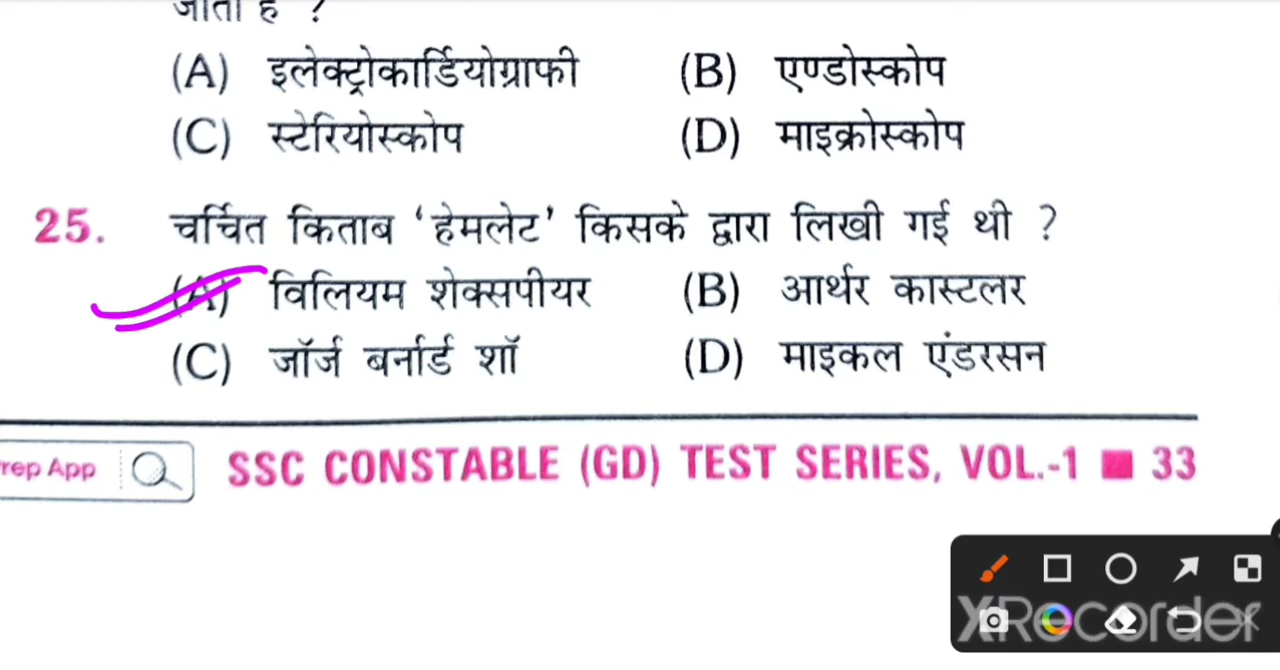 जाता है ?
(A) इलेक्ट्रोकार्डियोग्राफी (B) एण्डोस्कोप
(C) स्टेरियोस्कोप (D) माइक्रोस्कोप
25. चर्चित किताब ‘हेमलेट’ किसके द्वारा लिखी गई थी ?
(A) विलियम शेक्सपीयर (B) आर्थर कास्टलर
(C) जॉर्ज बर्नार्ड शॉ (D) माइकल एंडरसन
rep App SSC CONSTABLE (GD) TEST SERIES, VOL.-1 ■ 33
XRecorder